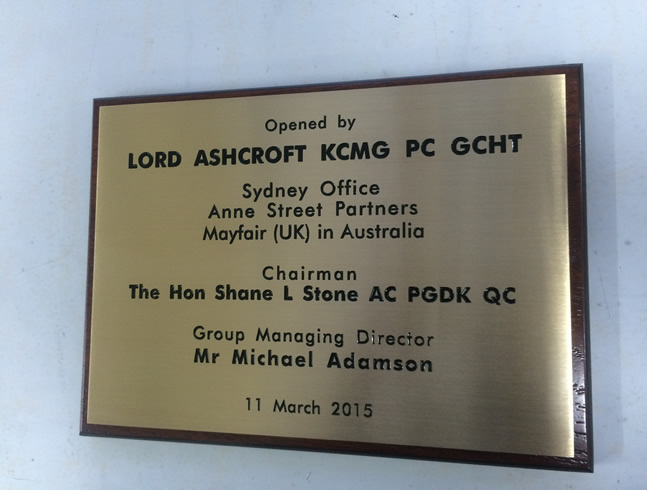 Opened by
LORD ASHCROFT KCMG PC GCHT
Sydney Office
Anne Street Partners
Mayfair (UK) in Australia
Chairman
The Hon Shane L Stone AC PGDK QC
Group Managing Director
Mr Michael Adamson
11 March 2015